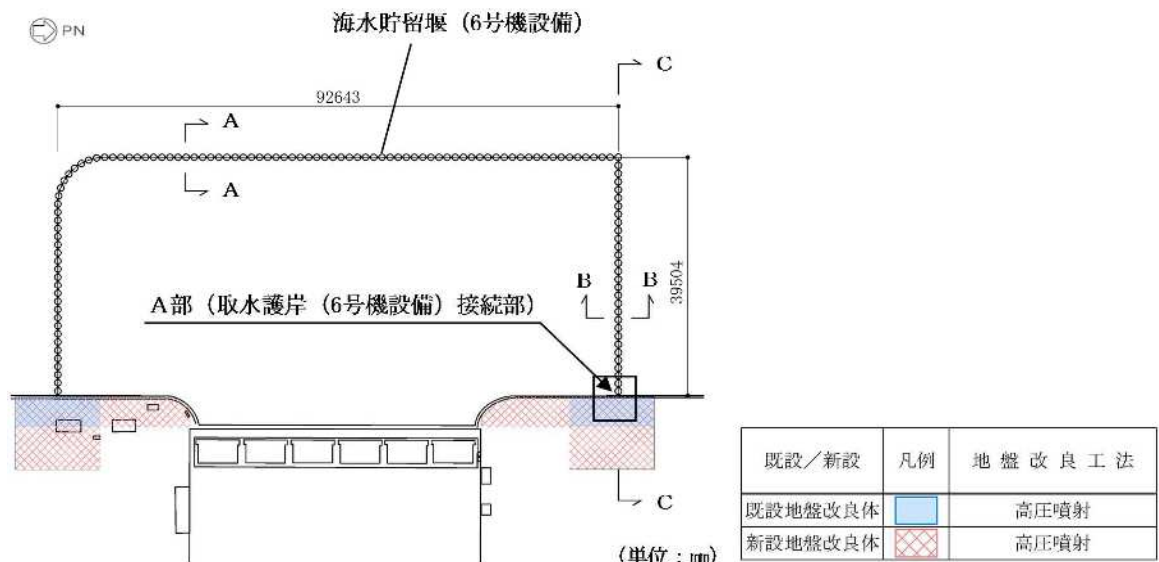 PN
海水貯留堰（6号機設備）
C
92643
A
A
B B
39504
A部（取水護岸（6号機設備）接続部）
C
（単位：mm）
既設／新設 凡例 地盤改良工法
既設地盤改良体 高圧噴射
新設地盤改良体 高圧噴射